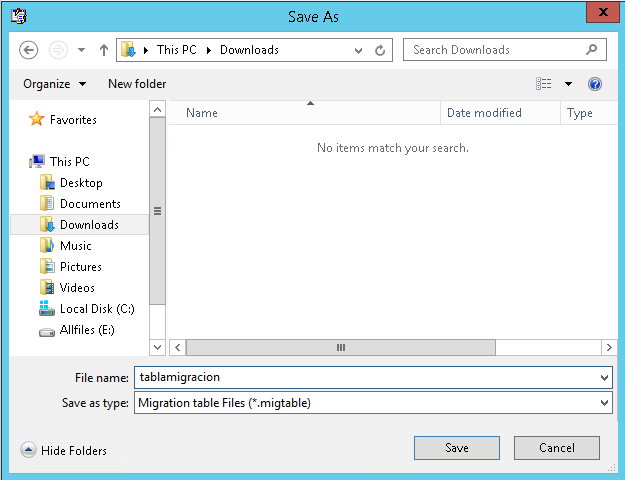 Save As
This PC Downloads
Search Downloads
Organize New folder
Name Date modified Type
No items match your search.
Favorites
This PC
Desktop
Documents
Downloads
Music
Pictures
Videos
Local Disk (C:)
Allfiles (E:)
File name: tablamigracion
Save as type: Migration table Files (*.migtable)
Hide Folders
Save Cancel